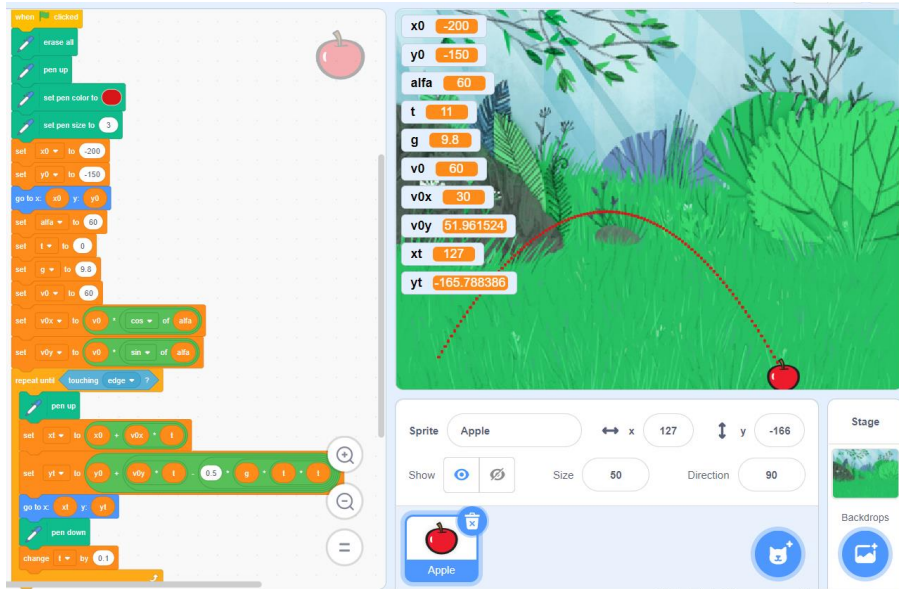 when clicked
erase all
pen up
set pen color to
set pen size to 3
set x0 to -200
set y0 to -150
go to x: x0 y: y0
set alfa to 60
set t to 0
set g to 9.8
set v0 to 60
set v0x to v0 * cos of alfa
set v0y to v0 * sin of alfa
repeat until touching edge ?
pen up
set xt to x0 + v0x * t
set yt to y0 + v0y * t - 0.5 * g * t * t
go to x: xt y: yt
pen down
change t by 0.1
x0 -200
y0 -150
alfa 60
t 11
g 9.8
v0 60
v0x 30
v0y 51.961524
xt 127
yt -165.788386
Sprite Apple x 127 y -166
Show Size 50 Direction 90
Apple
Stage
Backdrops